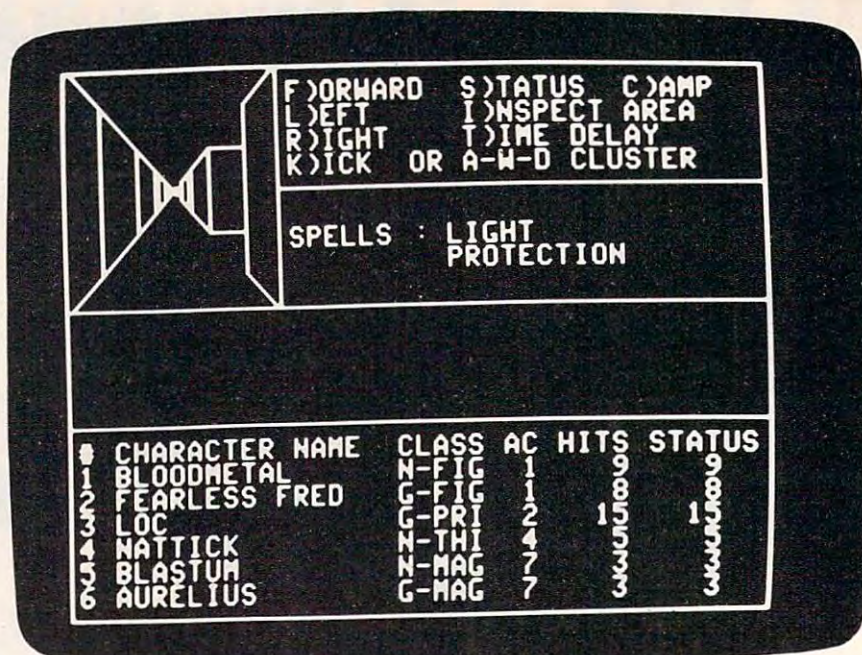 F)ORWARD S)TATUS C)AMP
L)EFT I)NSPECT AREA
R)IGHT T)IME DELAY
K)ICK OR A-W-D CLUSTER
SPELLS : LIGHT
PROTECTION
# CHARACTER NAME CLASS AC HITS STATUS
1 BLOODMETAL N-FIG 1 9 9
2 FEARLESS FRED G-FIG 1 8 8
3 LOC G-PRI 2 15 15
4 NATTICK N-THI 4 5 5
5 BLASTUM N-MAG 7 3 3
6 AURELIUS G-MAG 7 3 3